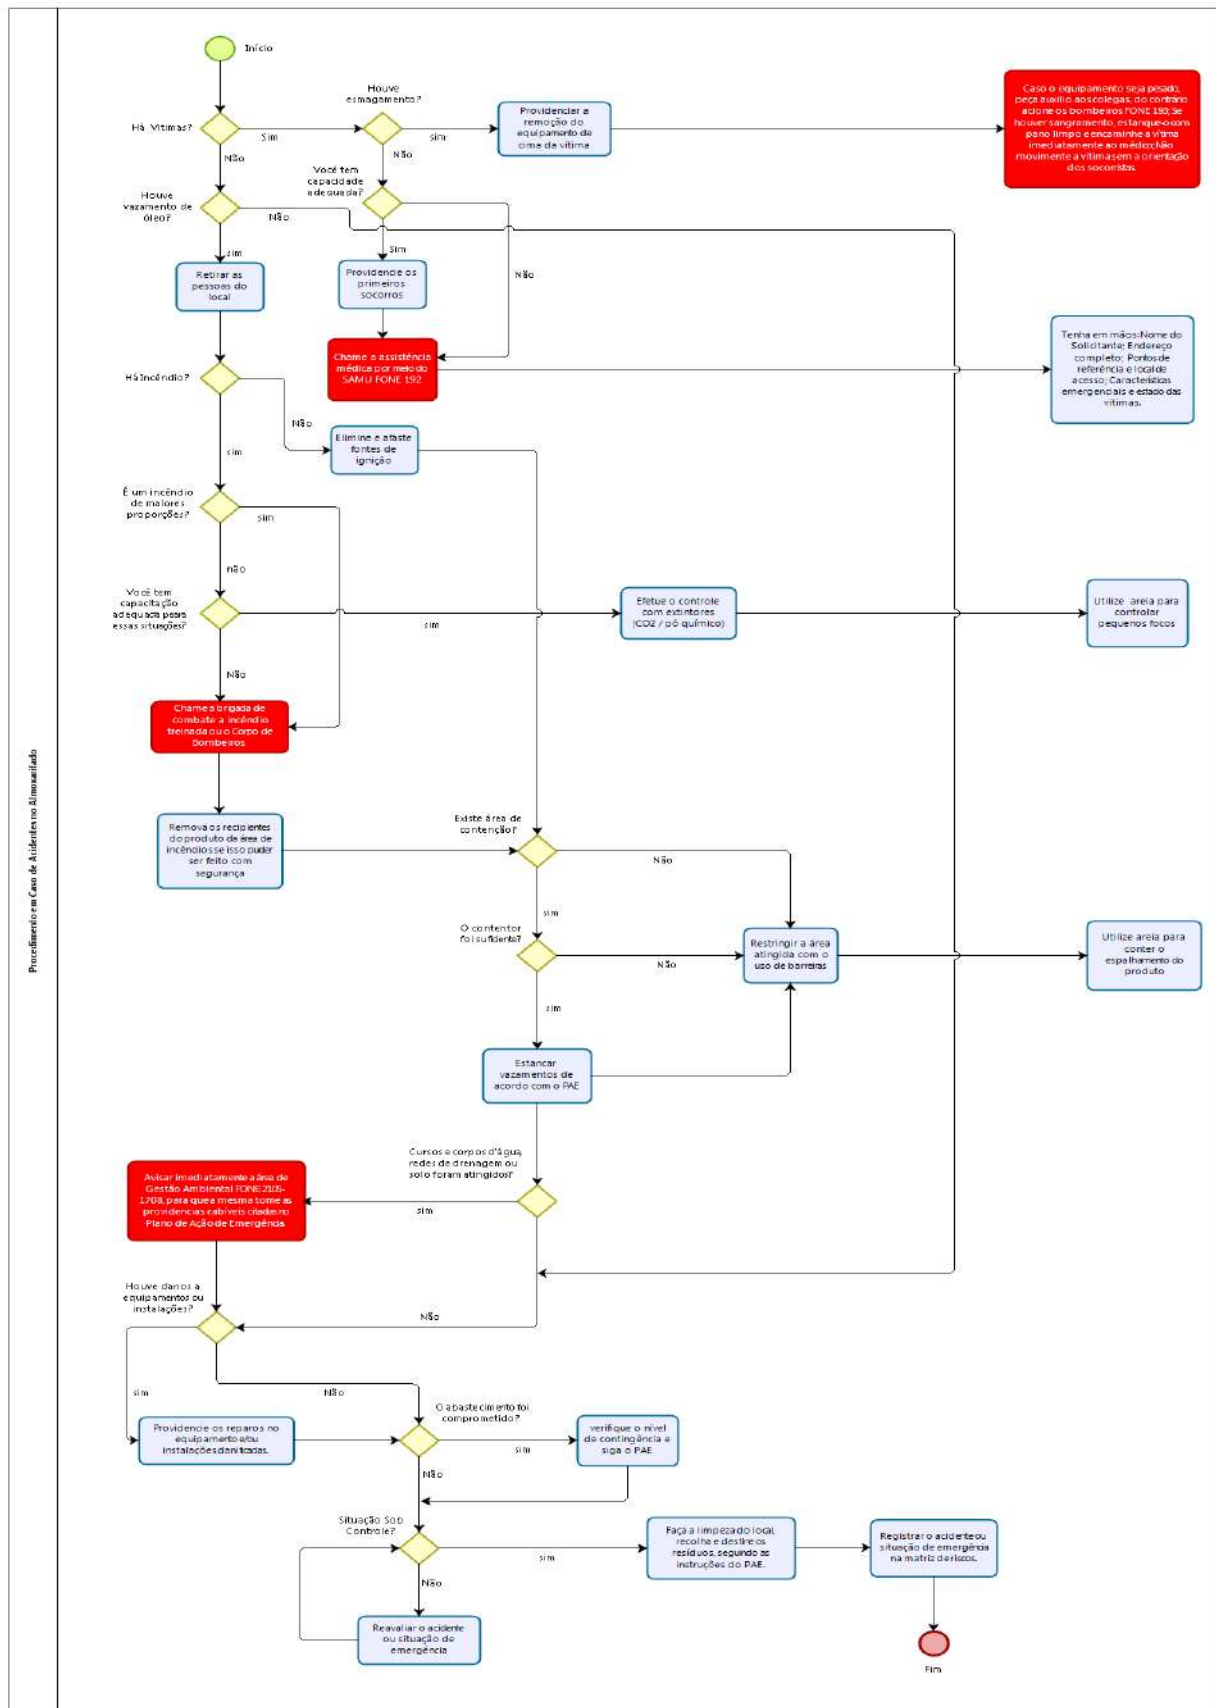 Início
Houve
esmagamento?
Há Vítimas?
Sim
sim
Providenciar a
remoção do
equipamento de
cima da vítima
Caso o equipamento seja pesado,
peça auxílio aos colegas, do contrário
acione os bombeiros FONE 193; Se
houver sangramento, estanque-o com
pano limpo e encaminhe a vítima
imediatamente ao médico; Não
movimente a vítima sem a orientação
dos socorristas.
Não
Não
Você tem
capacidade
adequada?
Houve
vazamento de
óleo?
Não
sim
Sim
Não
Retirar as
pessoas do
local
Providencie os
primeiros
socorros
Chame a assistência
médica por meio do
SAMU FONE 192
Tenha em mãos:Nome do
Solicitante; Endereço
completo; Pontos de
referência e local de
acesso; Características
emergenciais e estado das
vítimas.
Há Incêndio?
Não
sim
Elimine e afaste
fontes de
ignição
É um incêndio
de maiores
proporções?
sim
não
Você tem
capacitação
adequada peara
essas situações?
sim
Efetue o controle
com extintores
(CO2 / pó químico)
Utilize areia para
controlar
pequenos focos
Não
Chame a brigada de
combate a incêndio
treinada ou o Corpo de
Bombeiros
Remova os recipientes
do produto da área de
incêndio se isso puder
ser feito com
segurança
Existe área de
contenção?
Não
sim
O contentor
foi suficiente?
Não
Restringir a área
atingida com o
uso de barreiras
Utilize areia para
conter o
espalhamento do
produto
sim
Estancar
vazamentos de
acordo com o PAE
Procedimento em Caso de Acidentes no Almoxarifado
Cursos e corpos d'água,
redes de drenagem ou
solo foram atingidos?
sim
Avisar imediatamente a área de
Gestão Ambiental FONE 2105-
1708, para que a mesma tome as
providencias cabíveis citadas no
Plano de Ação de Emergência
Houve danos a
equipamentos ou
instalações?
Não
sim
Não
O abastecimento foi
comprometido?
Providencie os reparos no
equipamento e/ou
instalações danificadas.
sim
verifique o nível
de contingência e
siga o PAE
Não
Situação Sob
Controle?
sim
Faça a limpeza do local,
recolha e destine os
resíduos, seguindo as
instruções do PAE.
Registrar o acidente ou
situação de emergência
na matriz de riscos.
Não
Reavaliar o acidente
ou situação de
emergência
Fim